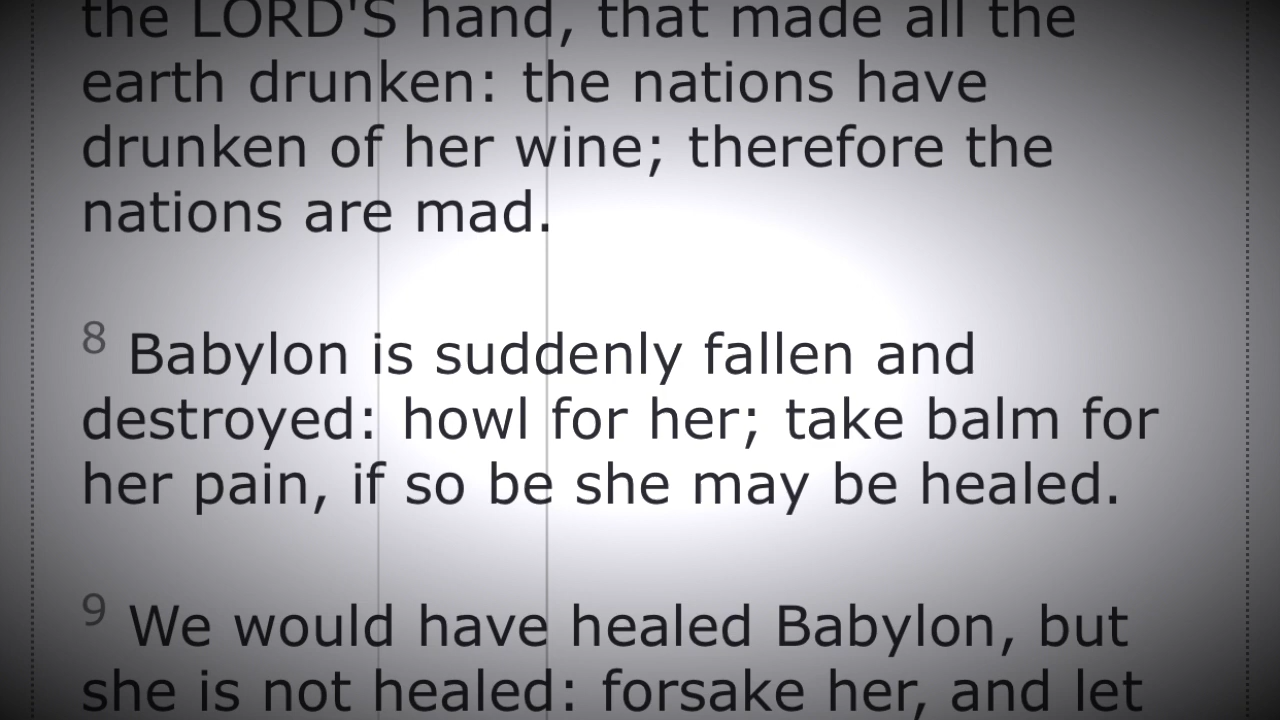 the LORD'S hand, that made all the
earth drunken: the nations have
drunken of her wine; therefore the
nations are mad.
8 Babylon is suddenly fallen and
destroyed: howl for her; take balm for
her pain, if so be she may be healed.
9 We would have healed Babylon, but
she is not healed: forsake her, and let